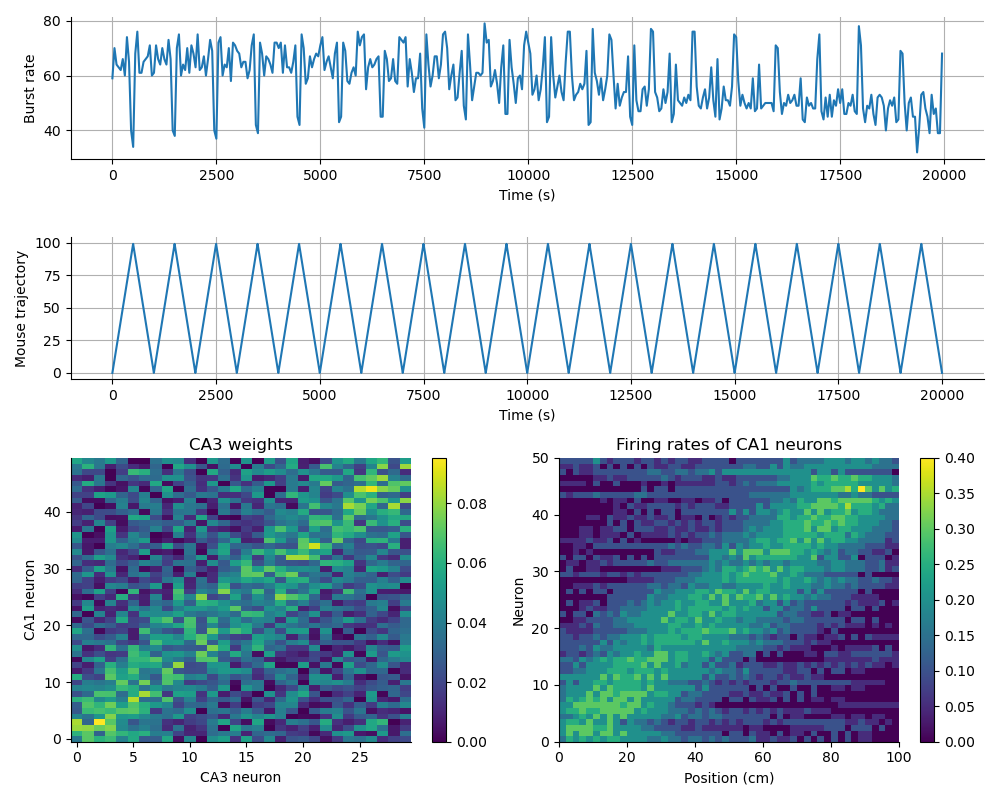 Burst rate
80
60
40
0 2500 5000 7500 10000 12500 15000 17500 20000
Time (s)
Mouse trajectory
100
75
50
25
0
0 2500 5000 7500 10000 12500 15000 17500 20000
Time (s)
CA3 weights
CA1 neuron
40
30
20
10
0
0 5 10 15 20 25
CA3 neuron
0.08
0.06
0.04
0.02
0.00
Firing rates of CA1 neurons
Neuron
50
40
30
20
10
0
0 20 40 60 80 100
Position (cm)
0.40
0.35
0.30
0.25
0.20
0.15
0.10
0.05
0.00